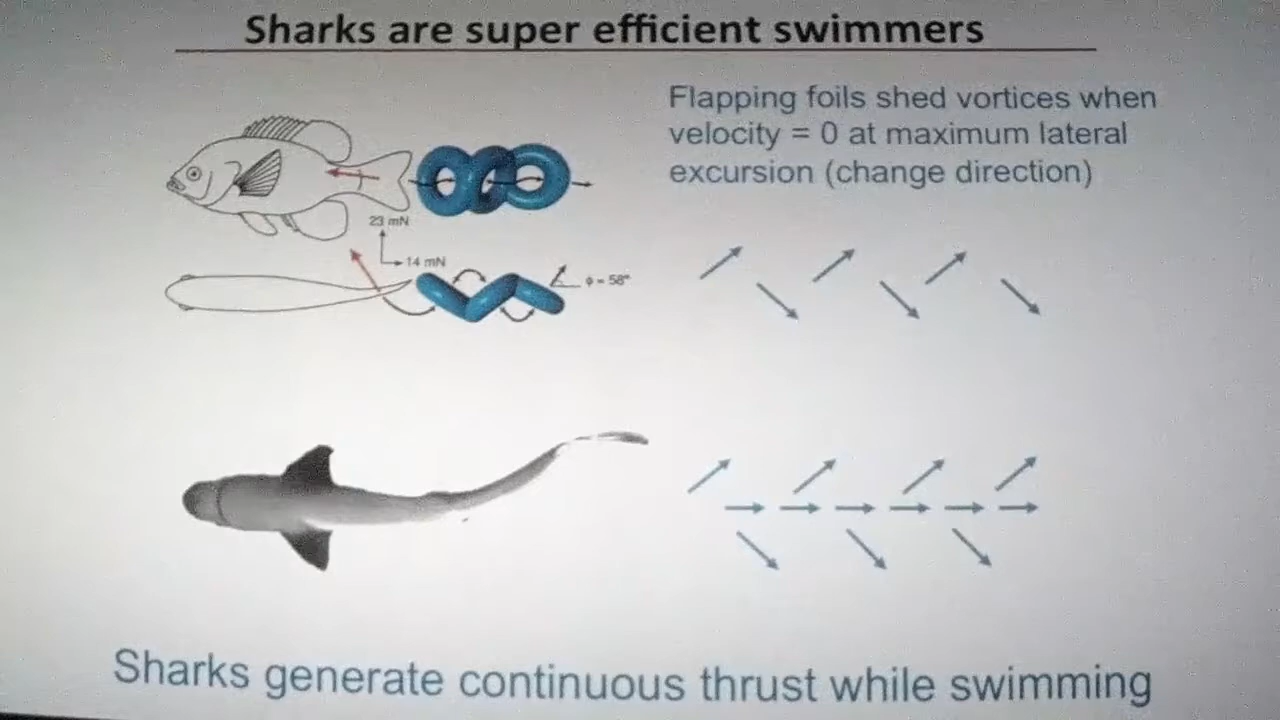 Sharks are super efficient swimmers
Flapping foils shed vortices when
velocity = 0 at maximum lateral
excursion (change direction)
23 mN
14 mN
ϕ = 58°
Sharks generate continuous thrust while swimming